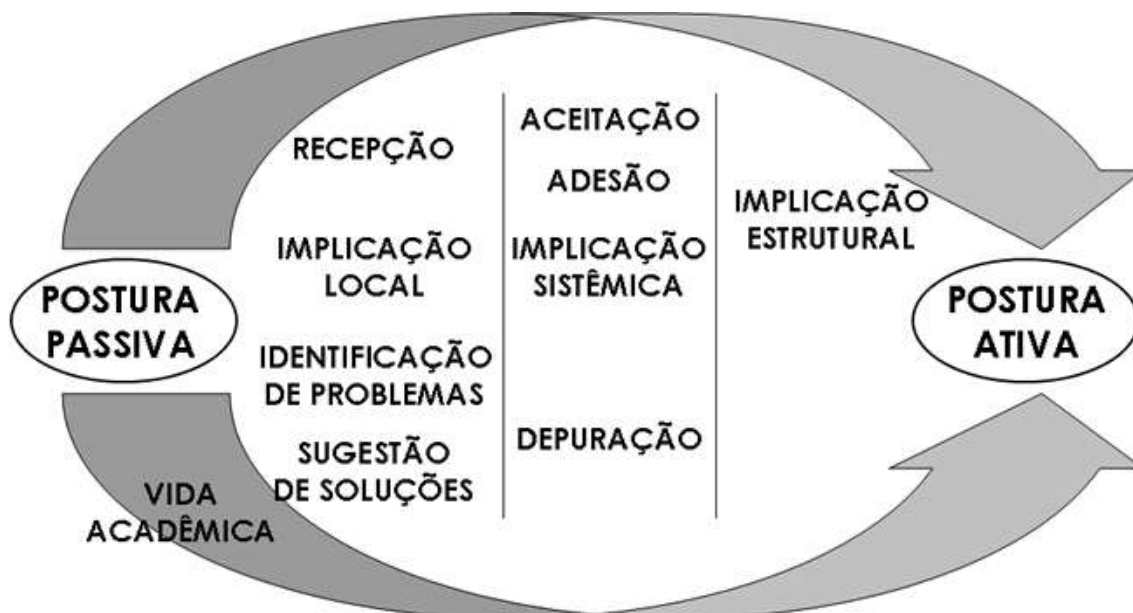 POSTURA
PASSIVA
VIDA
ACADÊMICA
RECEPÇÃO
IMPLICAÇÃO
LOCAL
IDENTIFICAÇÃO
DE PROBLEMAS
SUGESTÃO
DE SOLUÇÕES
ACEITAÇÃO
ADESÃO
IMPLICAÇÃO
SISTÊMICA
DEPURAÇÃO
IMPLICAÇÃO
ESTRUTURAL
POSTURA
ATIVA